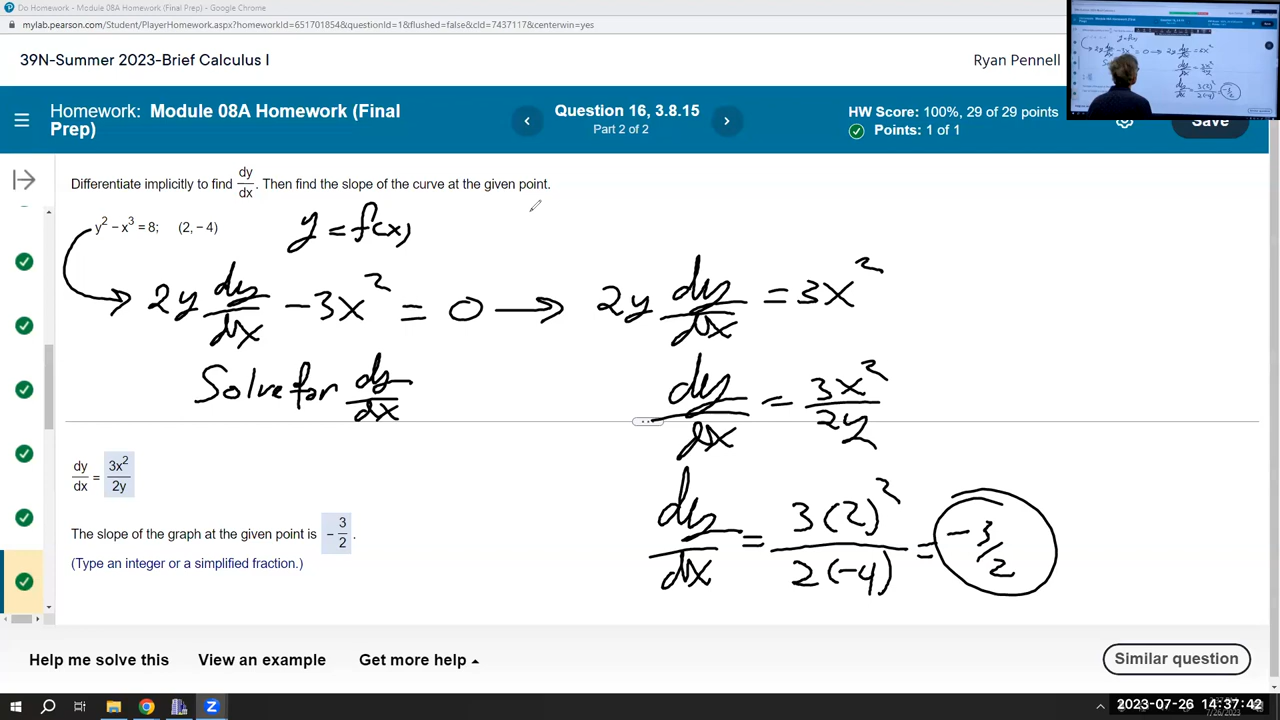 Do Homework - Module 08A Homework (Final Prep) - Google Chrome
mylab.pearson.com/Student/PlayerHomework.aspx?homeworkId=651701854&questionId=1&flushed=false&cId=7437117&
39N-Summer 2023-Brief Calculus I
Ryan Pennell
Homework: Module 08A Homework (Final Prep)
Question 16, 3.8.15
Part 2 of 2
HW Score: 100%, 29 of 29 points
Points: 1 of 1
Save
Differentiate implicitly to find dy/dx. Then find the slope of the curve at the given point.
y² − x³ = 8; (2, − 4)
y = f(x)
2y dy/dx − 3x² = 0 → 2y dy/dx = 3x²
Solve for dy/dx
dy/dx = 3x²/2y
dy/dx = 3(2)²/2(−4) = −3/2
dy/dx = 3x²/2y
The slope of the graph at the given point is − 3/2.
(Type an integer or a simplified fraction.)
Help me solve this
View an example
Get more help
Similar question
2023-07-26 14:37:42